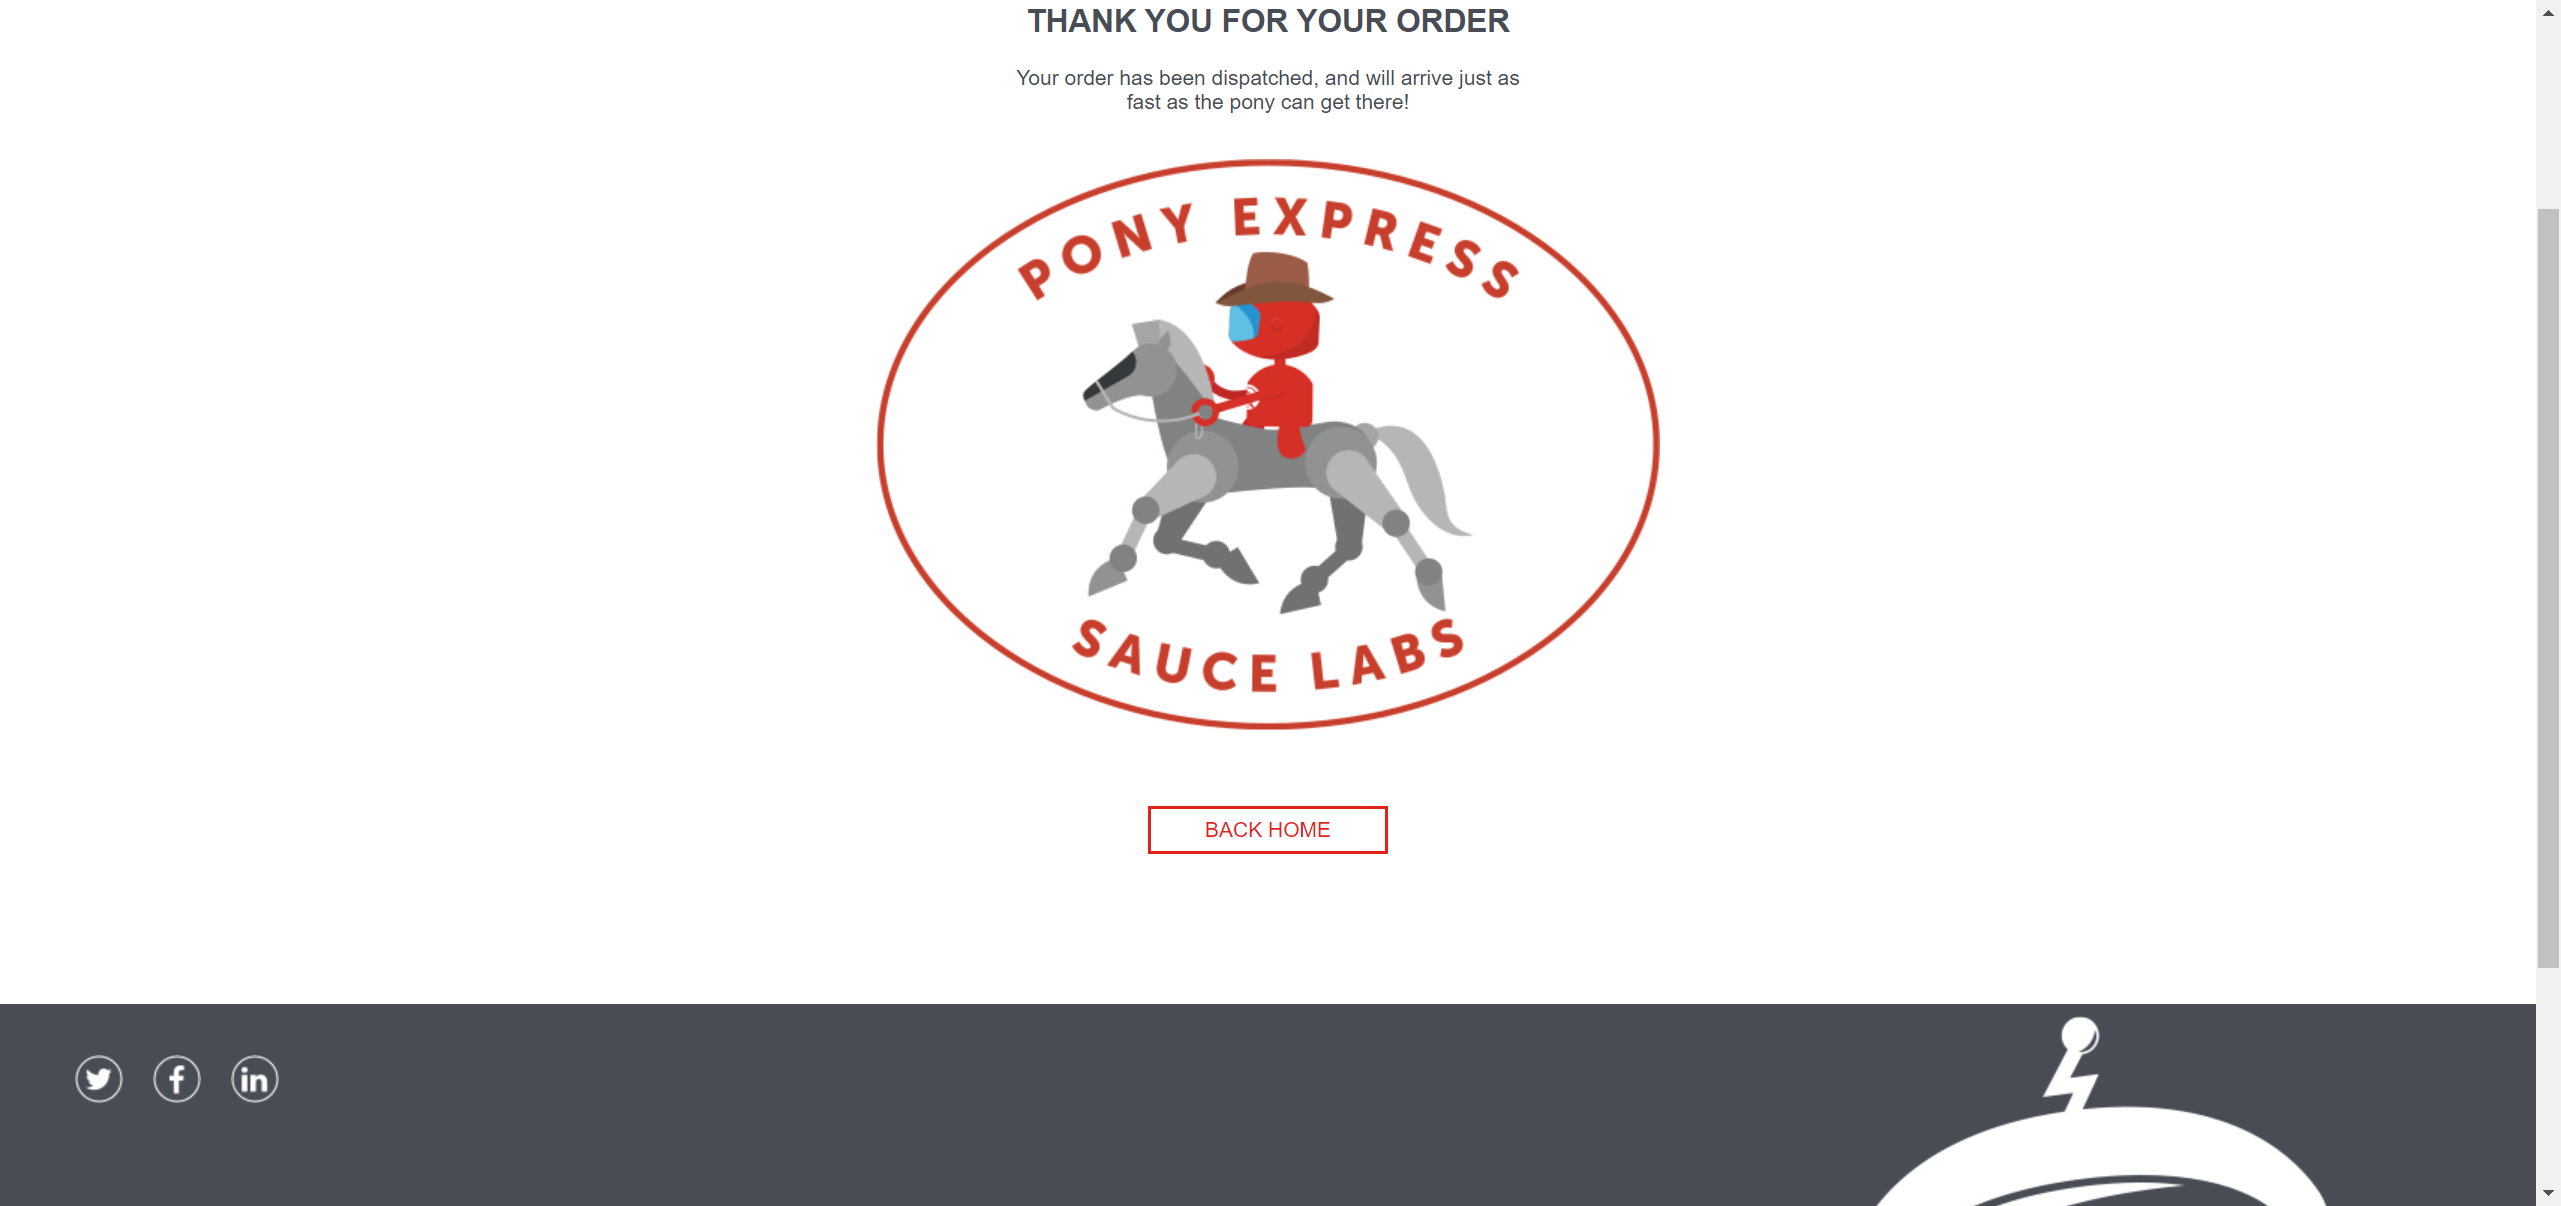 THANK YOU FOR YOUR ORDER
Your order has been dispatched, and will arrive just as
fast as the pony can get there!
PONY EXPRESS
SAUCE LABS
BACK HOME